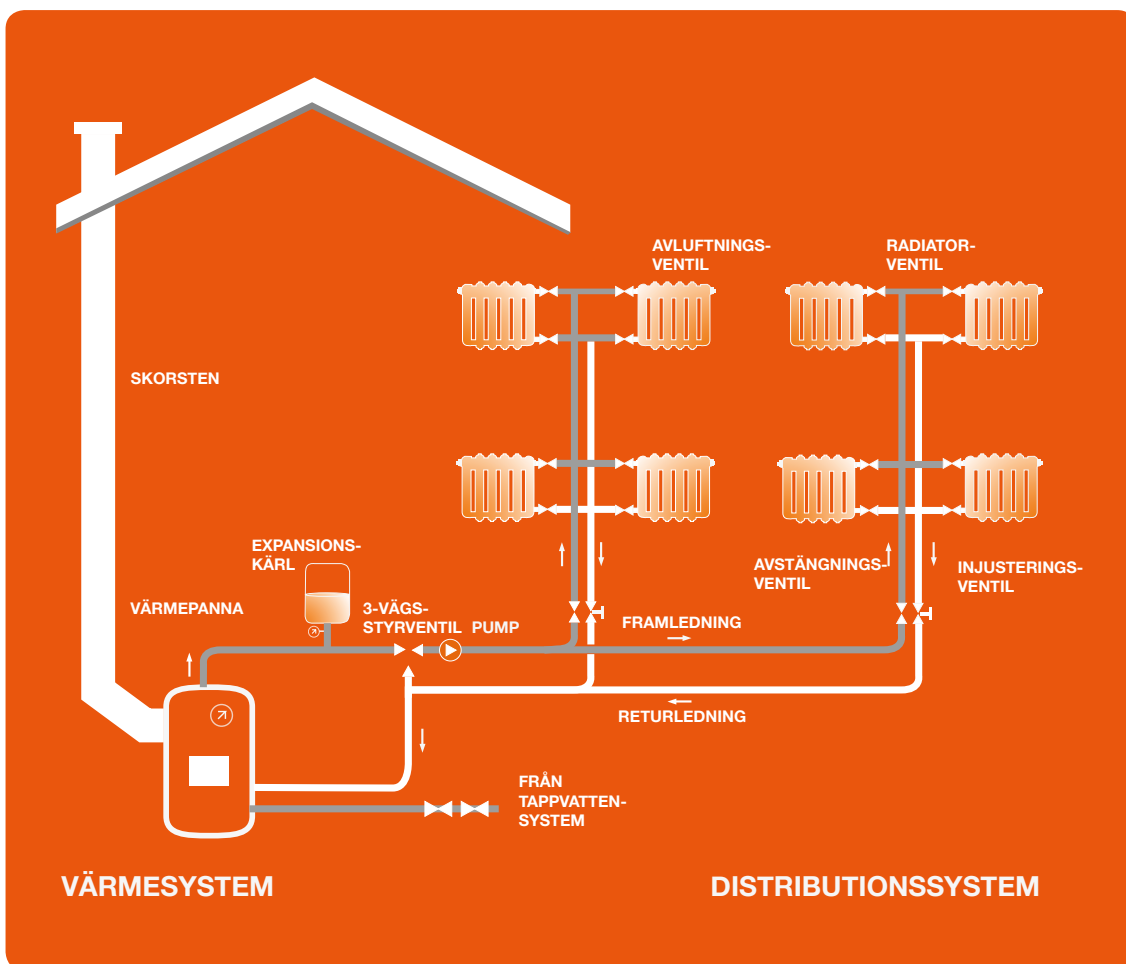 AVLUFTNINGS-
VENTIL
RADIATOR-
VENTIL
SKORSTEN
EXPANSIONS-
KÄRL
AVSTÄNGNINGS-
VENTIL
INJUSTERINGS-
VENTIL
VÄRMEPANNA
3-VÄGS-
STYRVENTIL
PUMP
FRAMLEDNING
RETURLEDNING
FRÅN
TAPPVATTEN-
SYSTEM
VÄRMESYSTEM
DISTRIBUTIONSSYSTEM